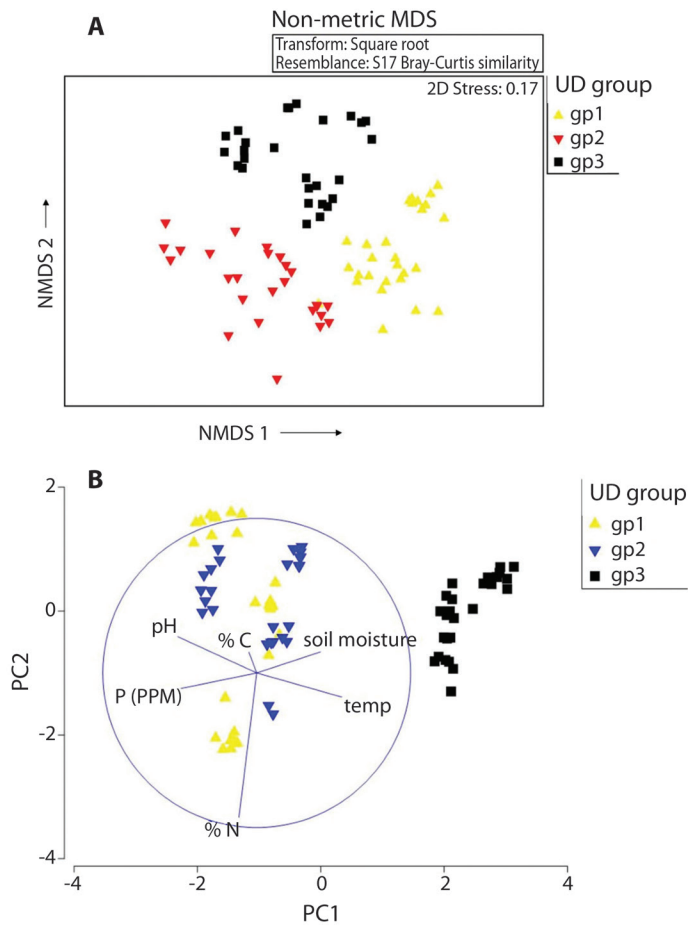 A
Non-metric MDS
Transform: Square root
Resemblance: S17 Bray-Curtis similarity
2D Stress: 0.17
UD group
gp1
gp2
gp3
NMDS 2
NMDS 1
B
UD group
gp1
gp2
gp3
2
0
-2
-4
PC2
pH
% C
soil moisture
P (PPM)
temp
% N
-4
-2
0
2
4
PC1